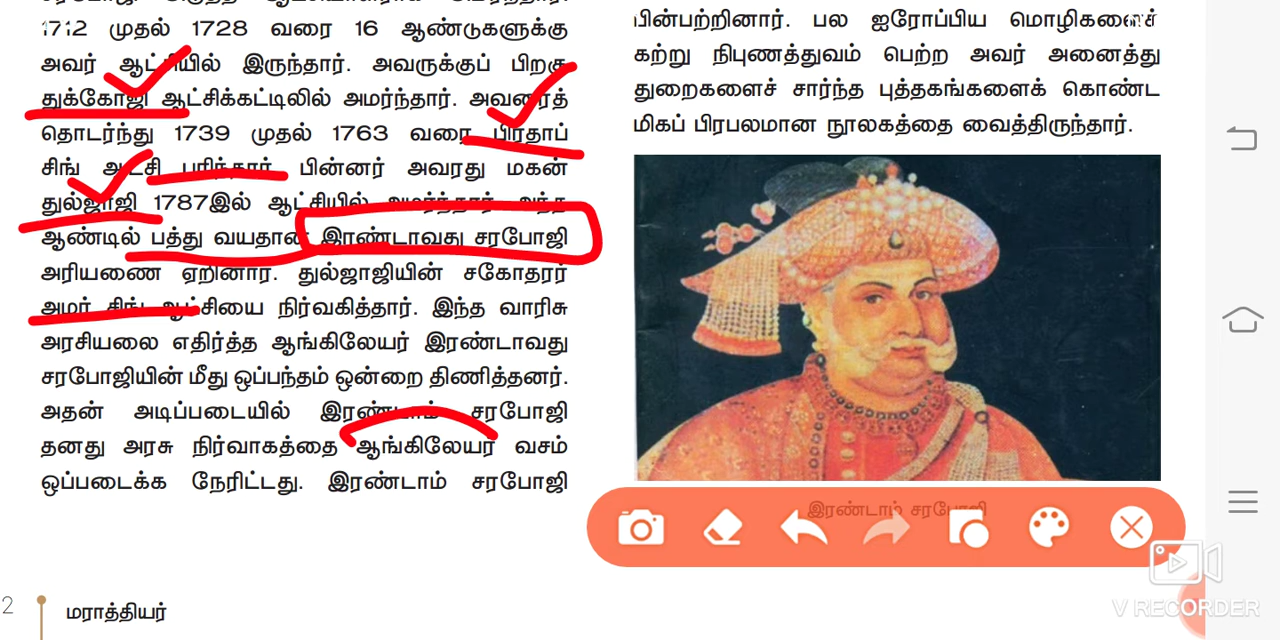 1712 முதல் 1728 வரை 16 ஆண்டுகளுக்கு
அவர் ஆட்சியில் இருந்தார். அவருக்குப் பிறகு
துக்கோஜி ஆட்சிக்கட்டிலில் அமர்ந்தார். அவரைத்
தொடர்ந்து 1739 முதல் 1763 வரை பிரதாப்
சிங் ஆட்சி புரிந்தார் பின்னர் அவரது மகன்
துல்ஜாஜி 1787இல் ஆட்சியில் அமர்ந்தார் அந்த
ஆண்டில் பத்து வயதான இரண்டாவது சரபோஜி
அரியணை ஏறினார். துல்ஜாஜியின் சகோதரர்
அமர் சிங் ஆட்சியை நிர்வகித்தார். இந்த வாரிசு
அரசியலை எதிர்த்த ஆங்கிலேயர் இரண்டாவது
சரபோஜியின் மீது ஒப்பந்தம் ஒன்றை திணித்தனர்.
அதன் அடிப்படையில் இரண்டாம் சரபோஜி
தனது அரசு நிர்வாகத்தை ஆங்கிலேயர் வசம்
ஒப்படைக்க நேரிட்டது. இரண்டாம் சரபோஜி
பின்பற்றினார். பல ஐரோப்பிய மொழிகளைக்
கற்று நிபுணத்துவம் பெற்ற அவர் அனைத்து
துறைகளைச் சார்ந்த புத்தகங்களைக் கொண்ட
மிகப் பிரபலமான நூலகத்தை வைத்திருந்தார்.
இரண்டாம் சரபோஜி
2 மராத்தியர்
V RECORDER